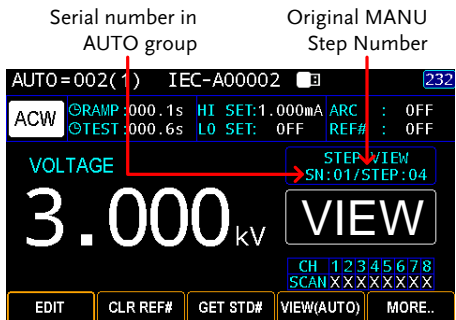 Serial number in AUTO group
Original MANU Step Number
AUTO=002(1) IEC-A00002 232
ACW RAMP:000.1s HI SET:1.000mA ARC : OFF
TEST:000.6s LO SET: OFF REF# : OFF
VOLTAGE
STEP VIEW
SN:01/STEP:04
3.000 kV
VIEW
CH 1 2 3 4 5 6 7 8
SCAN X X X X X X X X
EDIT CLR REF# GET STD# VIEW(AUTO) MORE..